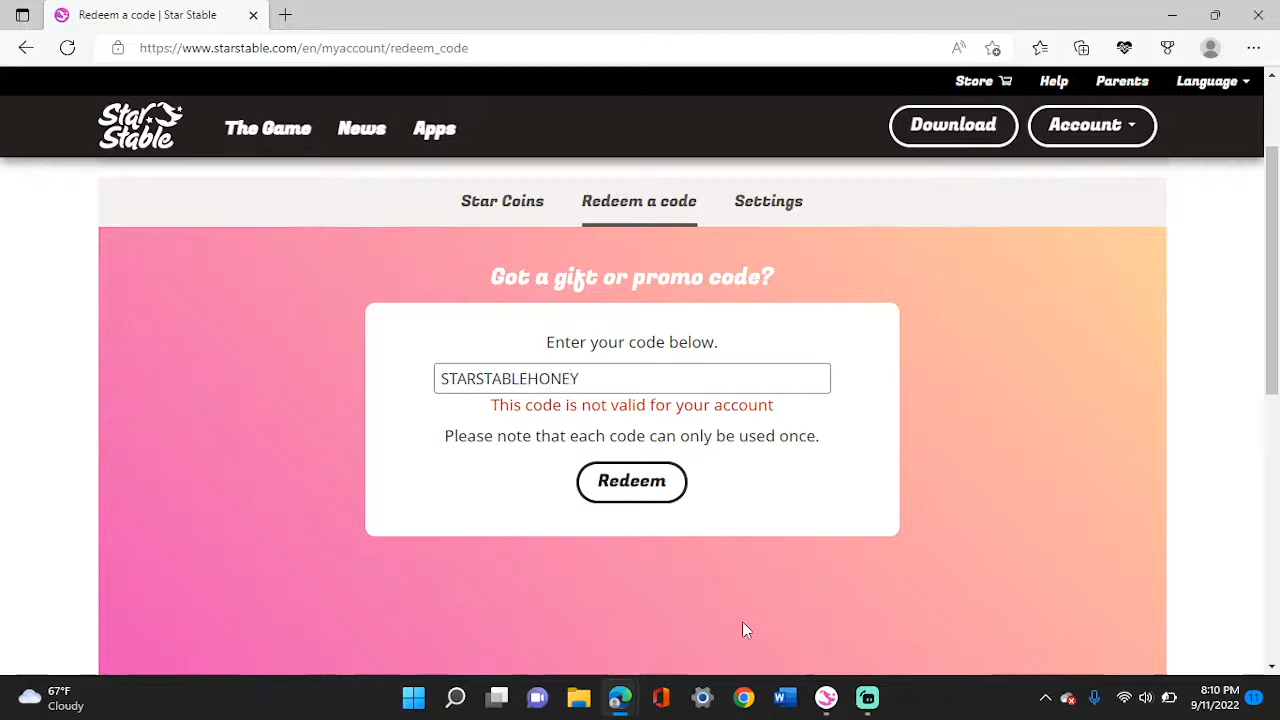 Redeem a code | Star Stable
https://www.starstable.com/en/myaccount/redeem_code
Store Help Parents Language
Star Stable
The Game News Apps Download Account
Star Coins Redeem a code Settings
Got a gift or promo code?
Enter your code below.
STARSTABLEHONEY
This code is not valid for your account
Please note that each code can only be used once.
Redeem
67°F
Cloudy
8:10 PM
9/11/2022
11